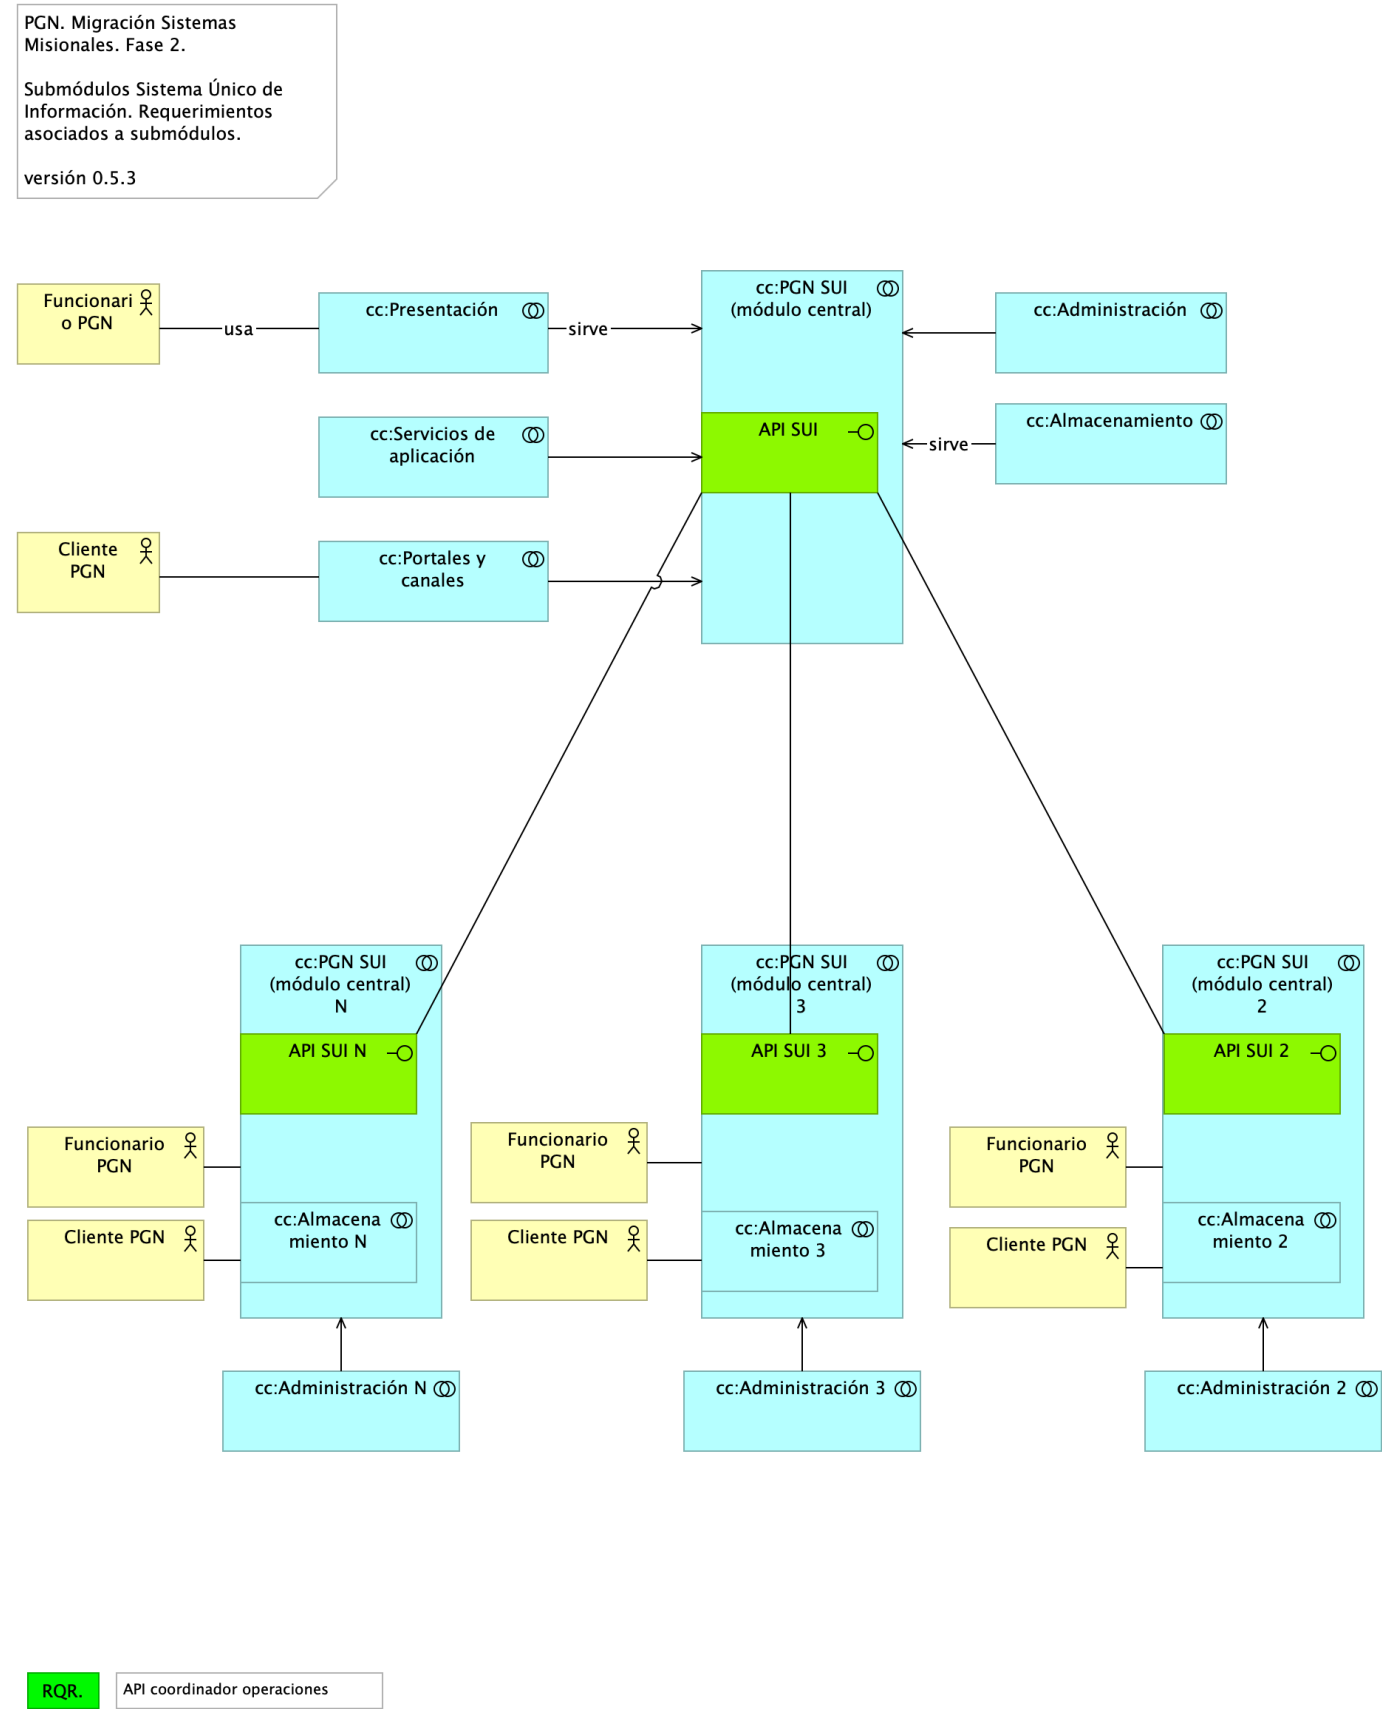 PGN. Migración Sistemas
Misionales. Fase 2.
Submódulos Sistema Único de
Información. Requerimientos
asociados a submódulos.
versión 0.5.3
Funcionari
o PGN
usa
cc:Presentación
sirve
cc:PGN SUI
(módulo central)
cc:Administración
cc:Servicios de
aplicación
API SUI
cc:Almacenamiento
sirve
Cliente
PGN
cc:Portales y
canales
cc:PGN SUI
(módulo central)
N
API SUI N
Funcionario
PGN
Cliente PGN
cc:Almacena
miento N
cc:Administración N
cc:PGN SUI
(módulo central)
3
API SUI 3
Funcionario
PGN
Cliente PGN
cc:Almacena
miento 3
cc:Administración 3
cc:PGN SUI
(módulo central)
2
API SUI 2
Funcionario
PGN
Cliente PGN
cc:Almacena
miento 2
cc:Administración 2
RQR.
API coordinador operaciones